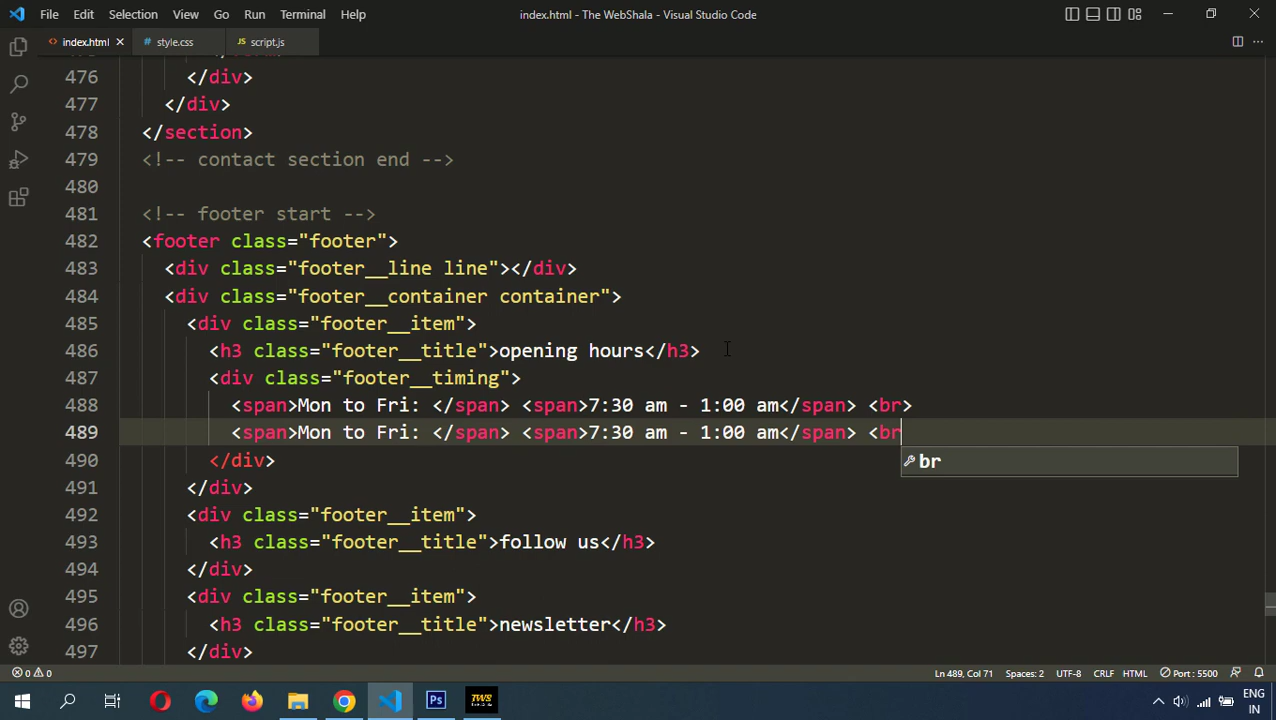 File Edit Selection View Go Run Terminal Help
index.html - The WebShala - Visual Studio Code
index.html style.css script.js
476 </div>
477 </div>
478 </section>
479 <!-- contact section end -->
480
481 <!-- footer start -->
482 <footer class="footer">
483 <div class="footer__line line"></div>
484 <div class="footer__container container">
485 <div class="footer__item">
486 <h3 class="footer__title">opening hours</h3>
487 <div class="footer__timing">
488 <span>Mon to Fri: </span> <span>7:30 am - 1:00 am</span> <br>
489 <span>Mon to Fri: </span> <span>7:30 am - 1:00 am</span> <br
br
490 </div>
491 </div>
492 <div class="footer__item">
493 <h3 class="footer__title">follow us</h3>
494 </div>
495 <div class="footer__item">
496 <h3 class="footer__title">newsletter</h3>
497 </div>
0 0 Ln 489, Col 71 Spaces: 2 UTF-8 CRLF HTML Port : 5500
Ps TWS ENG
IN